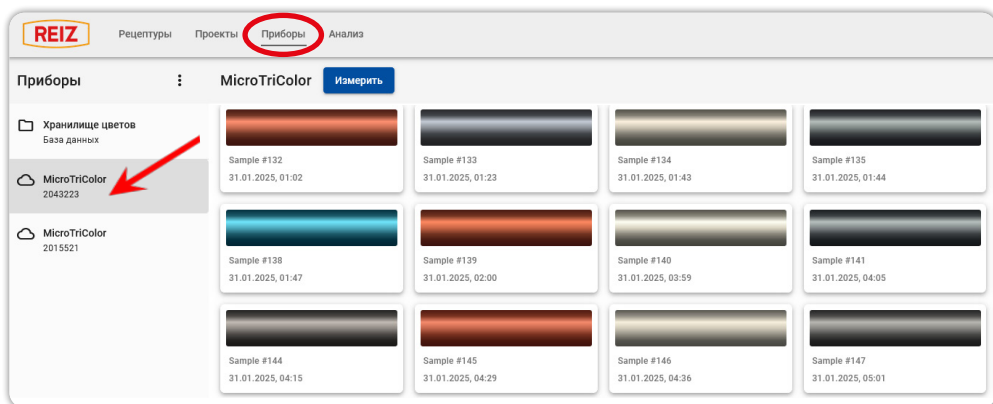 REIZ Рецептуры Проекты Приборы Анализ
Приборы
MicroTriColor Измерить
Хранилище цветов
База данных
MicroTriColor
2043223
MicroTriColor
2015521
Sample #132 Sample #133 Sample #134 Sample #135
31.01.2025, 01:02 31.01.2025, 01:23 31.01.2025, 01:43 31.01.2025, 01:44
Sample #138 Sample #139 Sample #140 Sample #141
31.01.2025, 01:47 31.01.2025, 02:00 31.01.2025, 03:59 31.01.2025, 04:05
Sample #144 Sample #145 Sample #146 Sample #147
31.01.2025, 04:15 31.01.2025, 04:29 31.01.2025, 04:36 31.01.2025, 05:01